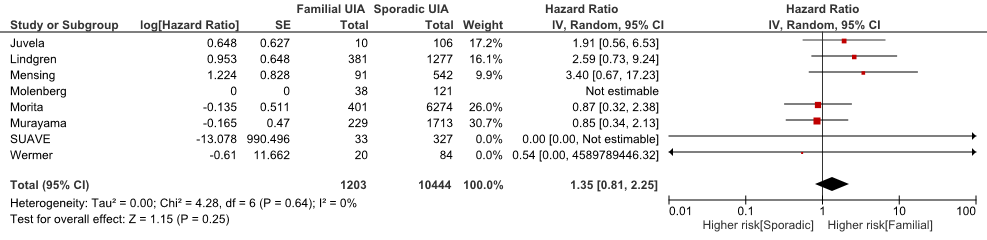 Familial UIA Sporadic UIA Hazard Ratio Hazard Ratio
Study or Subgroup log[Hazard Ratio] SE Total Total Weight IV, Random, 95% CI IV, Random, 95% CI
Juvela 0.648 0.627 10 106 17.2% 1.91 [0.56, 6.53]
Lindgren 0.953 0.648 381 1277 16.1% 2.59 [0.73, 9.24]
Mensing 1.224 0.828 91 542 9.9% 3.40 [0.67, 17.23]
Molenberg 0 0 38 121 Not estimable
Morita -0.135 0.511 401 6274 26.0% 0.87 [0.32, 2.38]
Murayama -0.165 0.47 229 1713 30.7% 0.85 [0.34, 2.13]
SUAVE -13.078 990.496 33 327 0.0% 0.00 [0.00, Not estimable]
Wermer -0.61 11.662 20 84 0.0% 0.54 [0.00, 4589789446.32]
Total (95% CI) 1203 10444 100.0% 1.35 [0.81, 2.25]
Heterogeneity: Tau² = 0.00; Chi² = 4.28, df = 6 (P = 0.64); I² = 0%
Test for overall effect: Z = 1.15 (P = 0.25)
0.01 0.1 1 10 100
Higher risk[Sporadic] Higher risk[Familial]